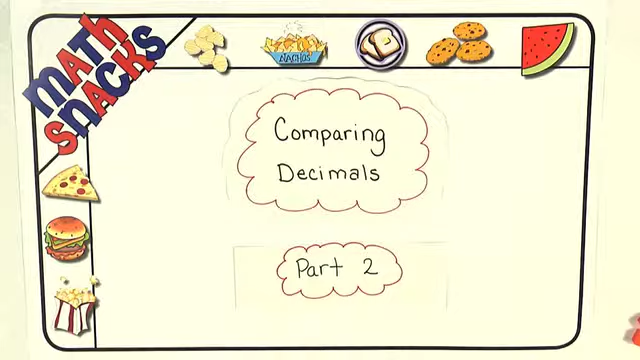 MATH
SNACKS
NACHOS
Comparing
Decimals
Part 2